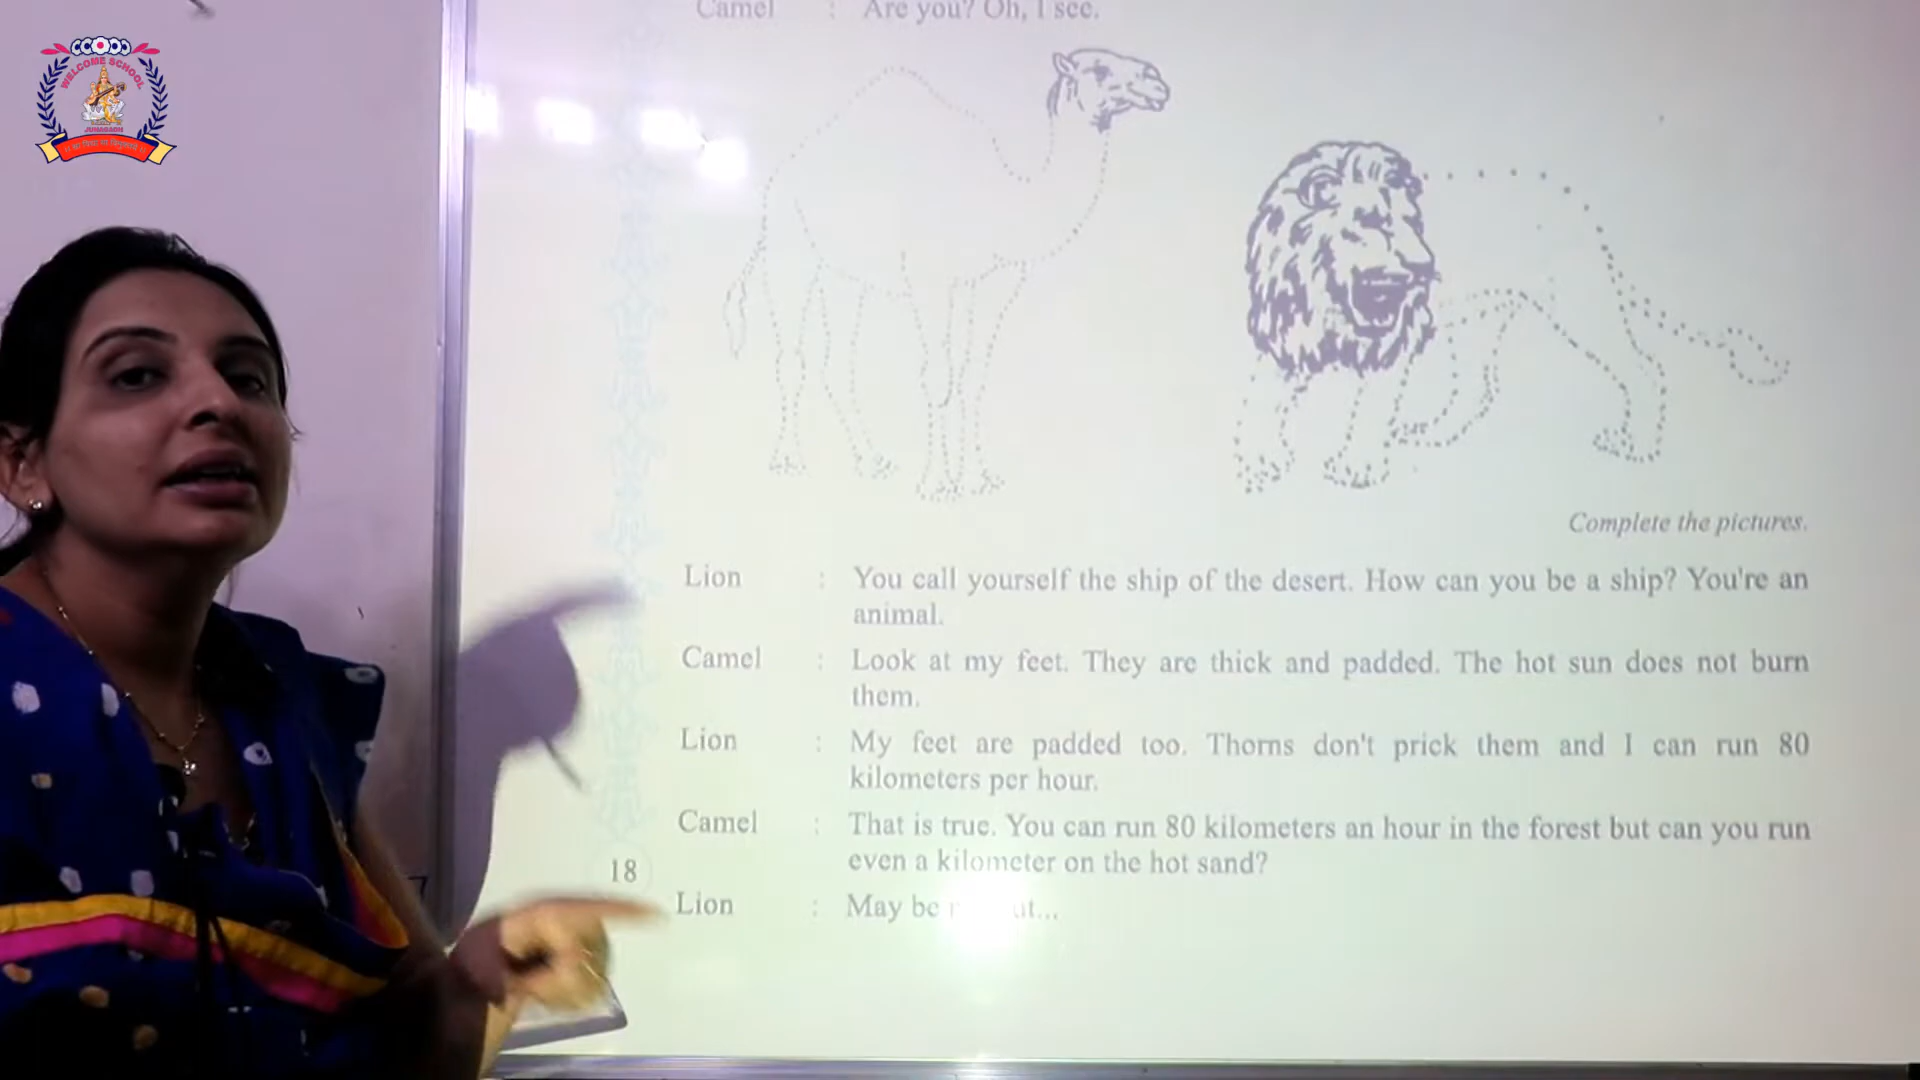 Camel : Are you? Oh, I see.
WELCOME SCHOOL
JUNAGADH
Complete the pictures.
Lion : You call yourself the ship of the desert. How can you be a ship? You're an
animal.
Camel : Look at my feet. They are thick and padded. The hot sun does not burn
them.
Lion : My feet are padded too. Thorns don't prick them and I can run 80
kilometers per hour.
Camel : That is true. You can run 80 kilometers an hour in the forest but can you run
even a kilometer on the hot sand?
18
Lion : May be